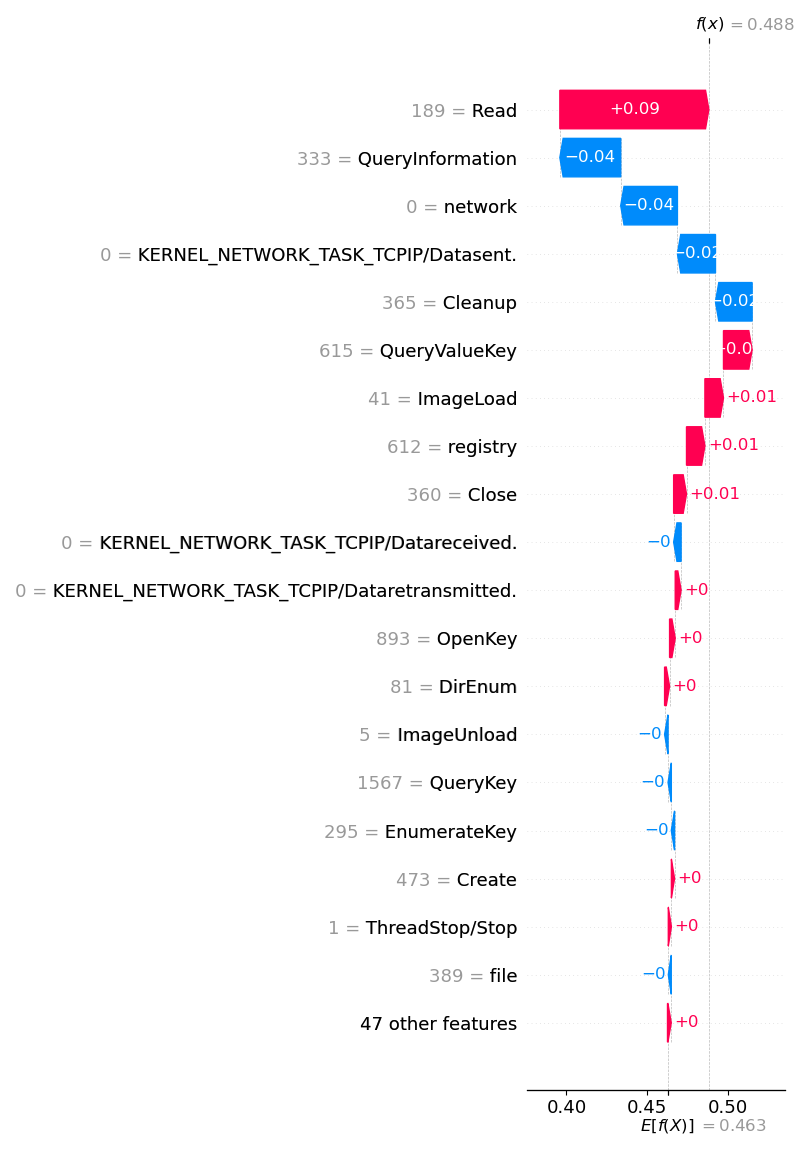 f(x) = 0.488
189 = Read +0.09
333 = QueryInformation −0.04
0 = network −0.04
0 = KERNEL_NETWORK_TASK_TCPIP/Datasent. −0.02
365 = Cleanup −0.02
615 = QueryValueKey
41 = ImageLoad +0.01
612 = registry +0.01
360 = Close +0.01
0 = KERNEL_NETWORK_TASK_TCPIP/Datareceived. −0
0 = KERNEL_NETWORK_TASK_TCPIP/Dataretransmitted. +0
893 = OpenKey +0
81 = DirEnum +0
5 = ImageUnload −0
1567 = QueryKey −0
295 = EnumerateKey −0
473 = Create +0
1 = ThreadStop/Stop +0
389 = file −0
47 other features +0
0.40 0.45 0.50
E[f(X)] = 0.463